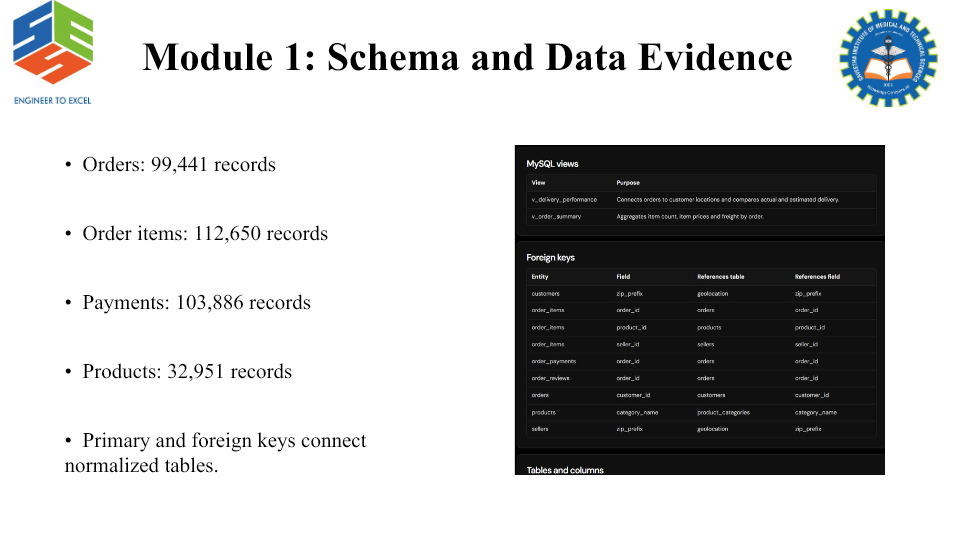 SES
ENGINEER TO EXCEL
Module 1: Schema and Data Evidence
• Orders: 99,441 records
• Order items: 112,650 records
• Payments: 103,886 records
• Products: 32,951 records
• Primary and foreign keys connect
normalized tables.
MySQL views
View Purpose
v_delivery_performance Connects orders to customer locations and compares actual and estimated delivery.
v_order_summary Aggregates item count, item prices and freight by order.
Foreign keys
Entity Field References table References field
customers zip_prefix geolocation zip_prefix
order_items order_id orders order_id
order_items product_id products product_id
order_items seller_id sellers seller_id
order_payments order_id orders order_id
order_reviews order_id orders order_id
orders customer_id customers customer_id
products category_name product_categories category_name
sellers zip_prefix geolocation zip_prefix
Tables and columns